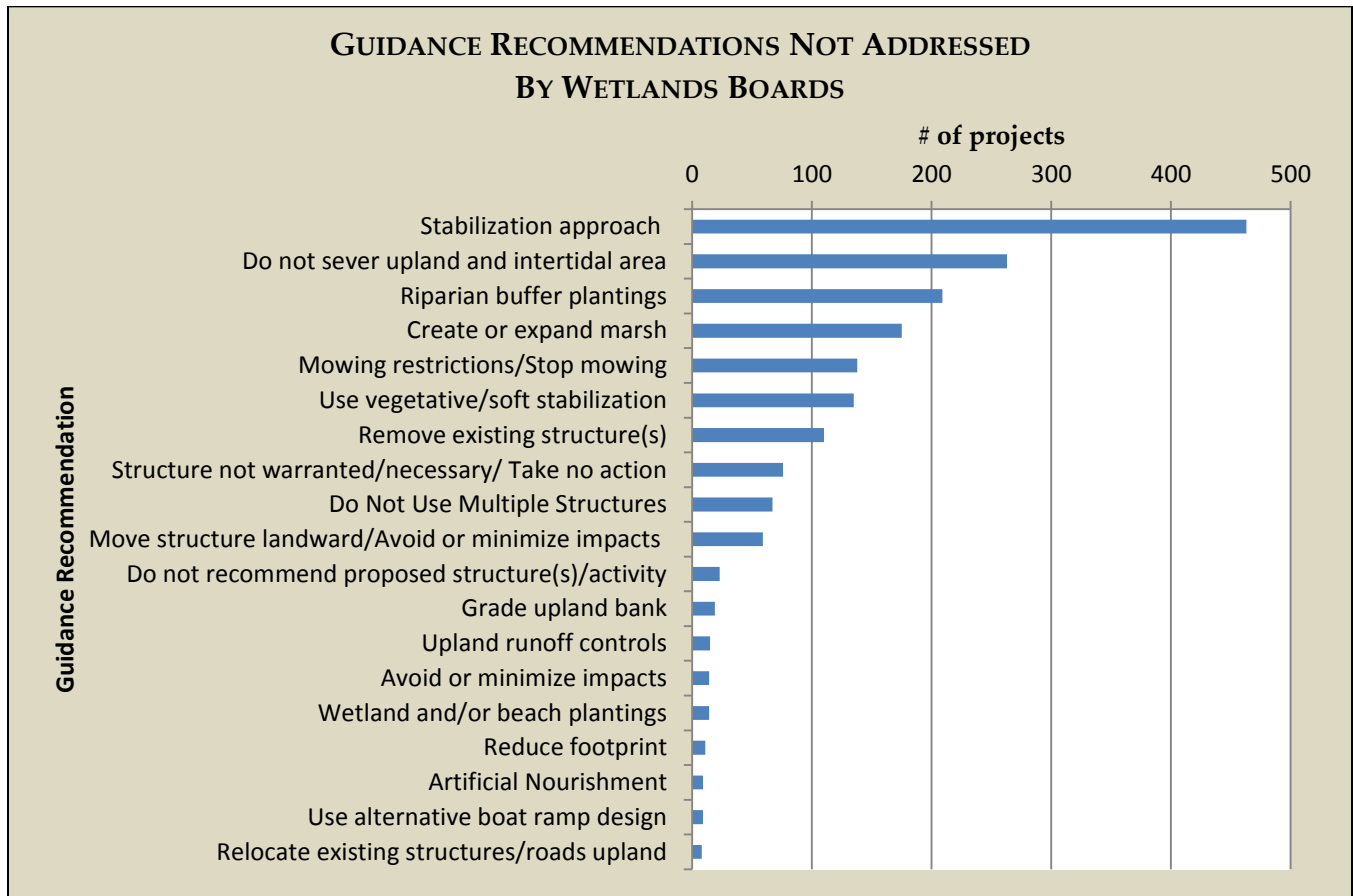 GUIDANCE RECOMMENDATIONS NOT ADDRESSED
BY WETLANDS BOARDS
# of projects
0 100 200 300 400 500
Guidance Recommendation
Stabilization approach
Do not sever upland and intertidal area
Riparian buffer plantings
Create or expand marsh
Mowing restrictions/Stop mowing
Use vegetative/soft stabilization
Remove existing structure(s)
Structure not warranted/necessary/ Take no action
Do Not Use Multiple Structures
Move structure landward/Avoid or minimize impacts
Do not recommend proposed structure(s)/activity
Grade upland bank
Upland runoff controls
Avoid or minimize impacts
Wetland and/or beach plantings
Reduce footprint
Artificial Nourishment
Use alternative boat ramp design
Relocate existing structures/roads upland